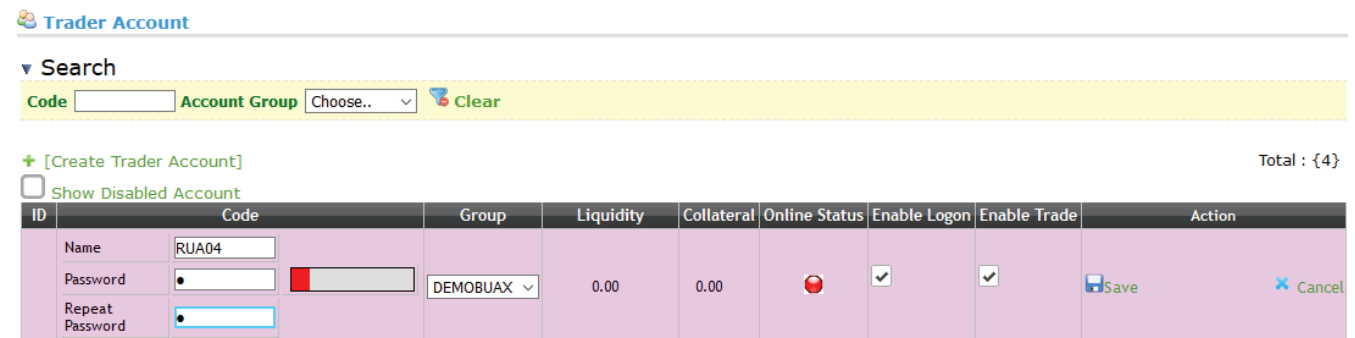 Trader Account
Search
Code Account Group Choose.. Clear
[Create Trader Account] Total : {4}
Show Disabled Account
ID Code Group Liquidity Collateral Online Status Enable Logon Enable Trade Action
Name RUA04
Password ●
DEMOBUAX 0.00 0.00 Save Cancel
Repeat
Password ●